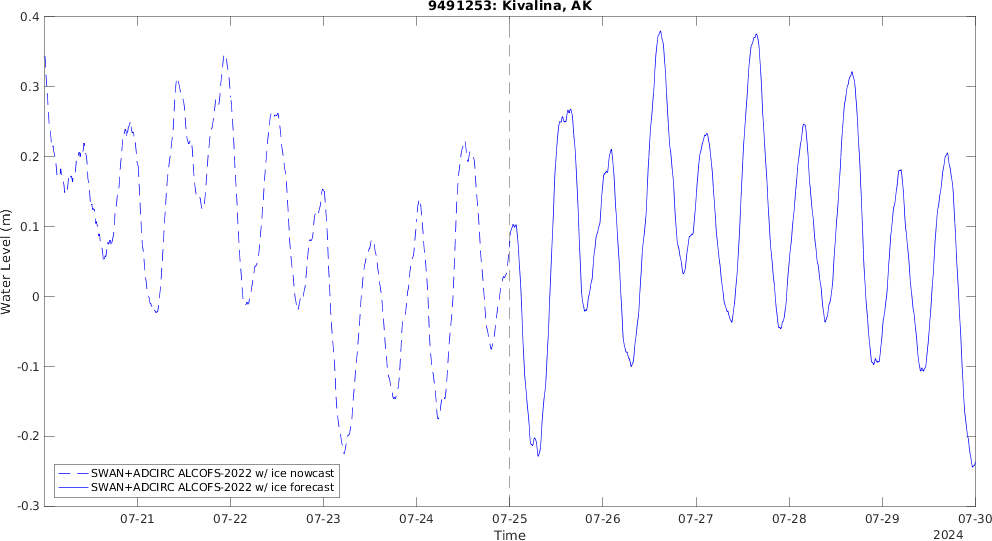 9491253: Kivalina, AK
0.4
0.3
0.2
0.1
0
-0.1
-0.2
-0.3
Water Level (m)
SWAN+ADCIRC ALCOFS-2022 w/ ice nowcast
SWAN+ADCIRC ALCOFS-2022 w/ ice forecast
07-21 07-22 07-23 07-24 07-25 07-26 07-27 07-28 07-29 07-30
Time
2024